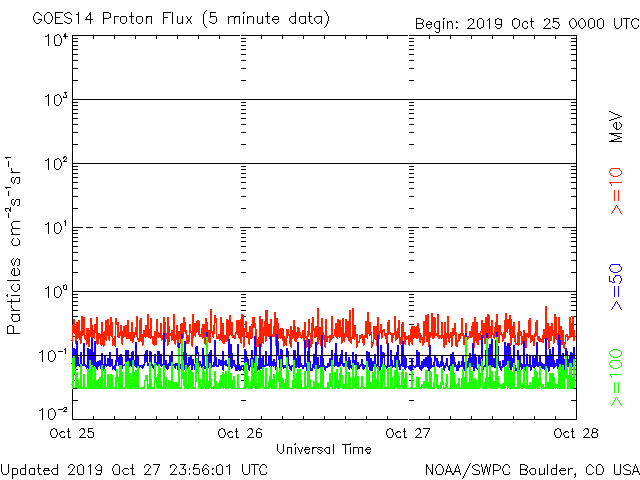 GOES14 Proton Flux (5 minute data)
Begin: 2019 Oct 25 0000 UTC
Particles cm⁻²s⁻¹sr⁻¹
10⁴
10³
10²
10¹
10⁰
10⁻¹
10⁻²
MeV
>=10
>=50
>=100
Oct 25
Oct 26
Oct 27
Oct 28
Universal Time
Updated 2019 Oct 27 23:56:01 UTC
NOAA/SWPC Boulder, CO USA